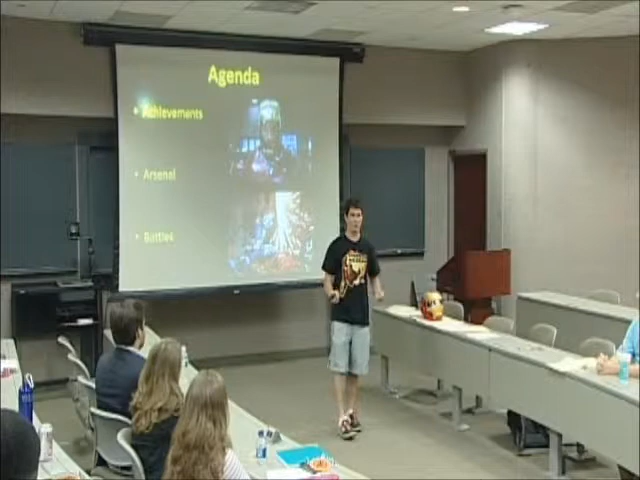 Agenda
• Achievements
• Arsenal
• Battles